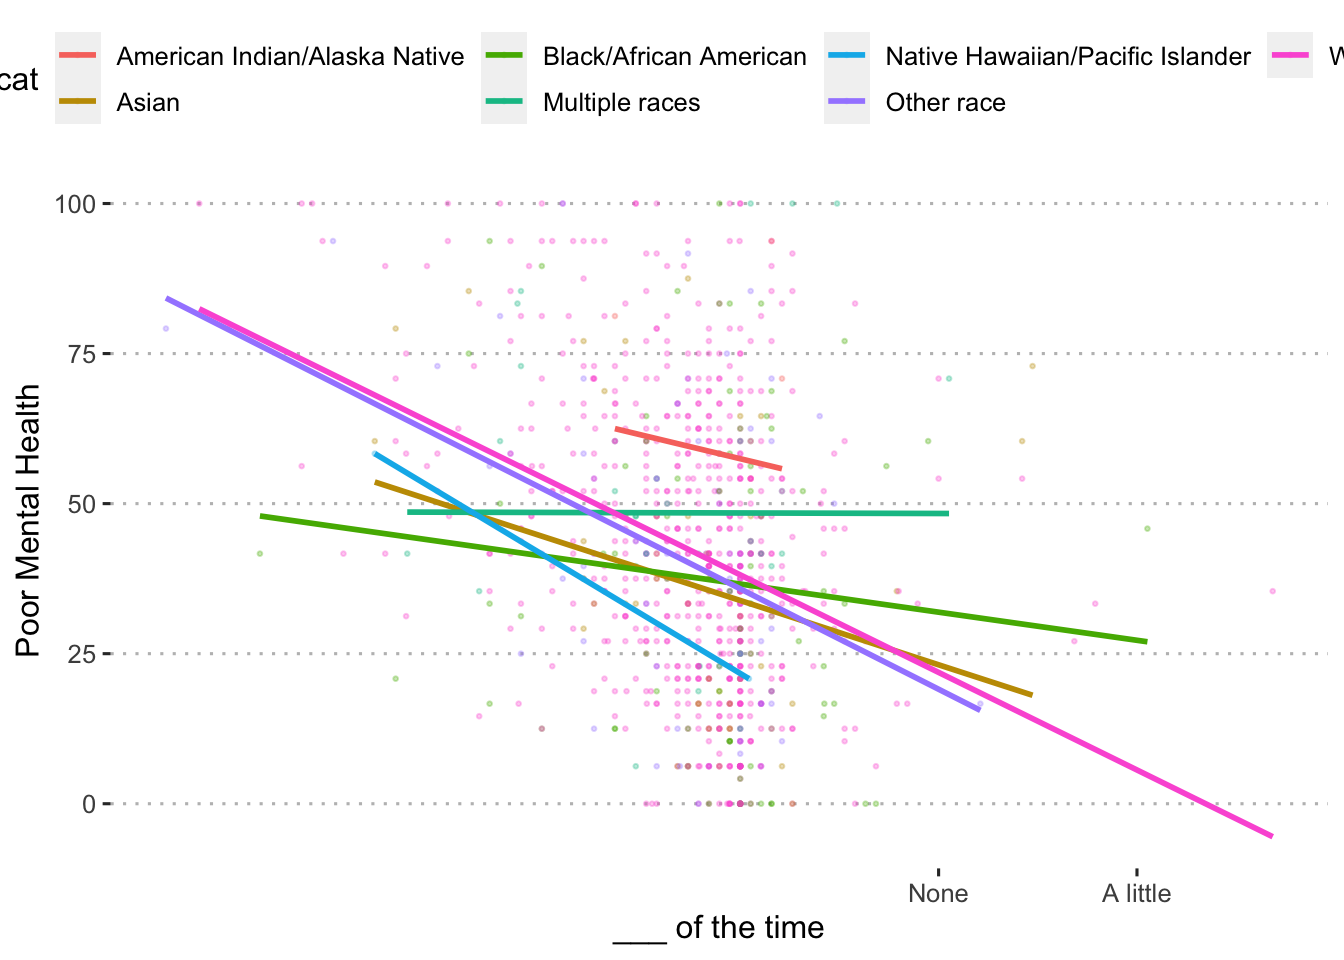 American Indian/Alaska Native Black/African American Native Hawaiian/Pacific Islander
cat
Asian Multiple races Other race
100
75
50
25
0
Poor Mental Health
None A little
___ of the time